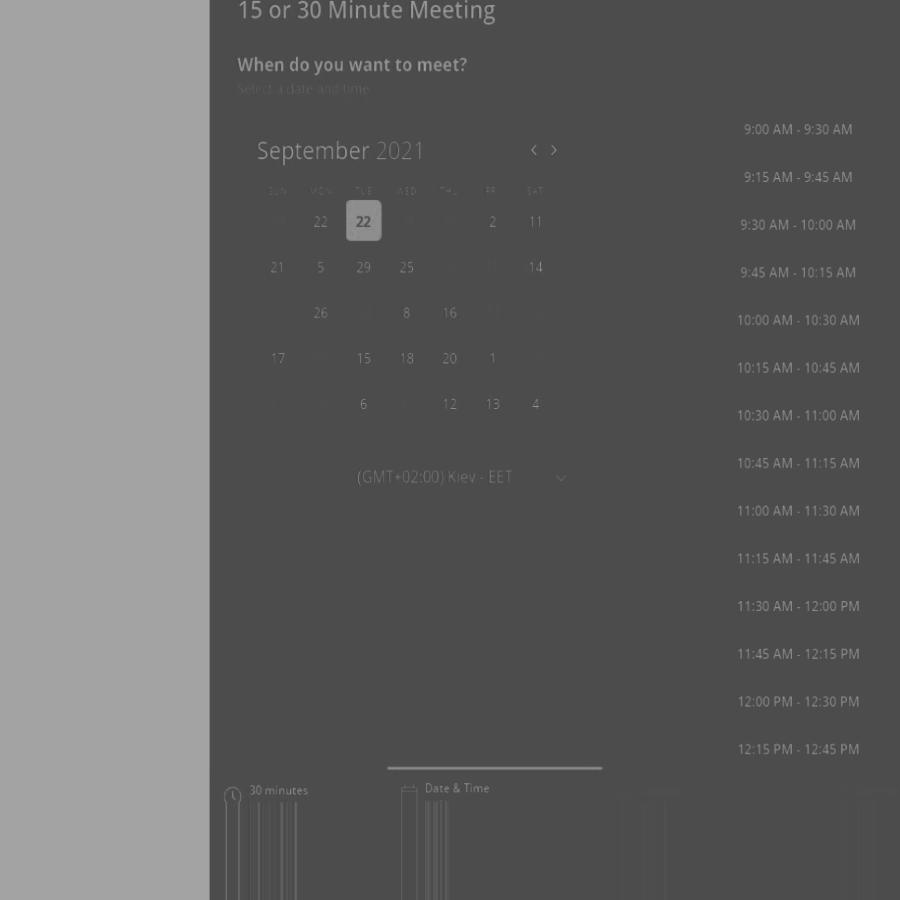 15 or 30 Minute Meeting
When do you want to meet?
Select a date and time
September 2021
SUN MON TUE WED THU FRI SAT
22 22 2 11
21 5 29 25 14
26 8 16
17 15 18 20 1
6 12 13 4
(GMT+02:00) Kiev - EET
9:00 AM - 9:30 AM
9:15 AM - 9:45 AM
9:30 AM - 10:00 AM
9:45 AM - 10:15 AM
10:00 AM - 10:30 AM
10:15 AM - 10:45 AM
10:30 AM - 11:00 AM
10:45 AM - 11:15 AM
11:00 AM - 11:30 AM
11:15 AM - 11:45 AM
11:30 AM - 12:00 PM
11:45 AM - 12:15 PM
12:00 PM - 12:30 PM
12:15 PM - 12:45 PM
30 minutes
Date & Time